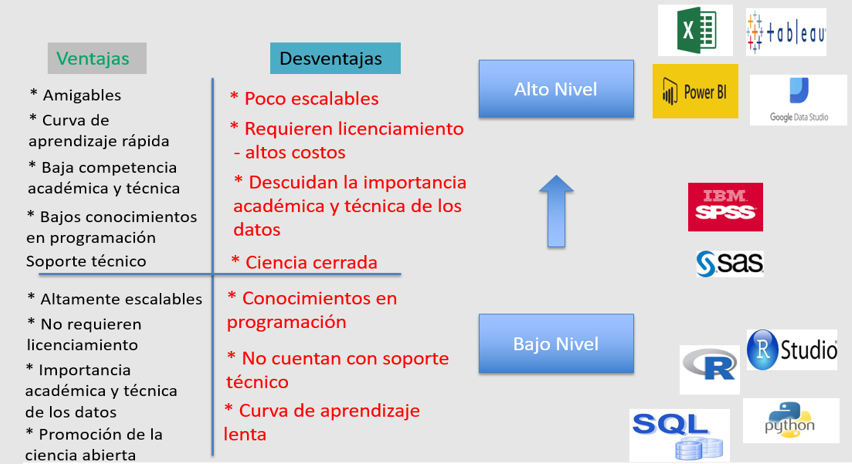 Ventajas
Desventajas
* Amigables
* Curva de
aprendizaje rápida
* Baja competencia
académica y técnica
* Bajos conocimientos
en programación
Soporte técnico
* Poco escalables
* Requieren licenciamiento
- altos costos
* Descuidan la importancia
académica y técnica de los
datos
* Ciencia cerrada
* Altamente escalables
* No requieren
licenciamiento
* Importancia
académica y técnica
de los datos
* Promoción de la
ciencia abierta
* Conocimientos en
programación
* No cuentan con soporte
técnico
* Curva de aprendizaje
lenta
Alto Nivel
Bajo Nivel
X
tableau
Power BI
Google Data Studio
IBM
SPSS
sas
R
R Studio
SQL
python